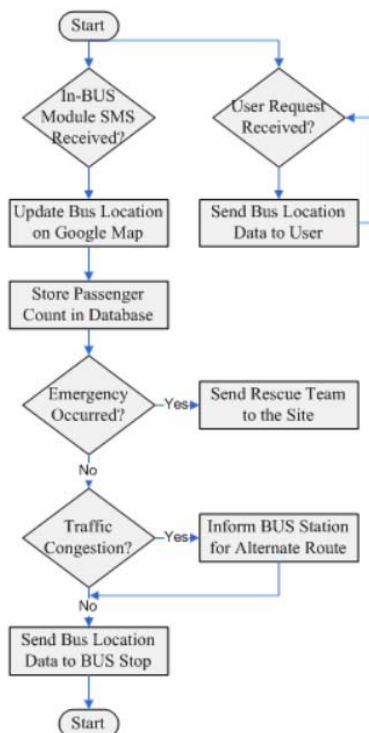 Start
In-BUS
Module SMS
Received?
User Request
Received?
Update Bus Location
on Google Map
Send Bus Location
Data to User
Store Passenger
Count in Database
Emergency
Occurred?
Yes
Send Rescue Team
to the Site
No
Traffic
Congestion?
Yes
Inform BUS Station
for Alternate Route
No
Send Bus Location
Data to BUS Stop
Start